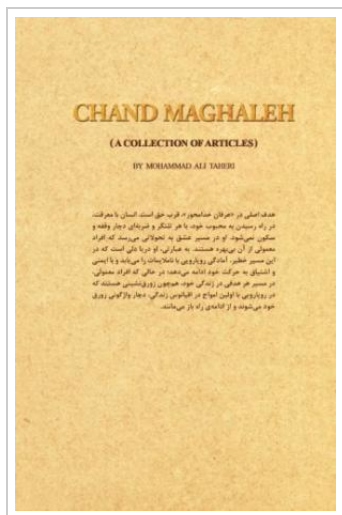 CHAND MAGHALEH
(A COLLECTION OF ARTICLES)
BY MOHAMMAD ALI TAHERI
هدف اصلی در «عرفان خدامحور»، قرب حق است. انسان با معرفت،
در راه رسیدن به محبوب خود، با هر تلنگر و ضربه‌ای دچار وقفه و
سکون نمی‌شود. او در مسیر عشق به تحولاتی می‌رسد که افراد
معمولی از آن بی‌بهره هستند. به عبارتی، او دریا دلی است که در
این مسیر خطیر، آمادگی رویارویی با ناملایمات را می‌یابد و با ایمنی
و اشتیاق به حرکت خود ادامه می‌دهد؛ در حالی که افراد معمولی،
در مسیر هر هدفی در زندگی خود، همچون زورق‌نشینی هستند که
در رویارویی با اولین امواج در اقیانوس زندگی، دچار واژگونی زورق
خود می‌شوند و از ادامه‌ی راه باز می‌مانند.